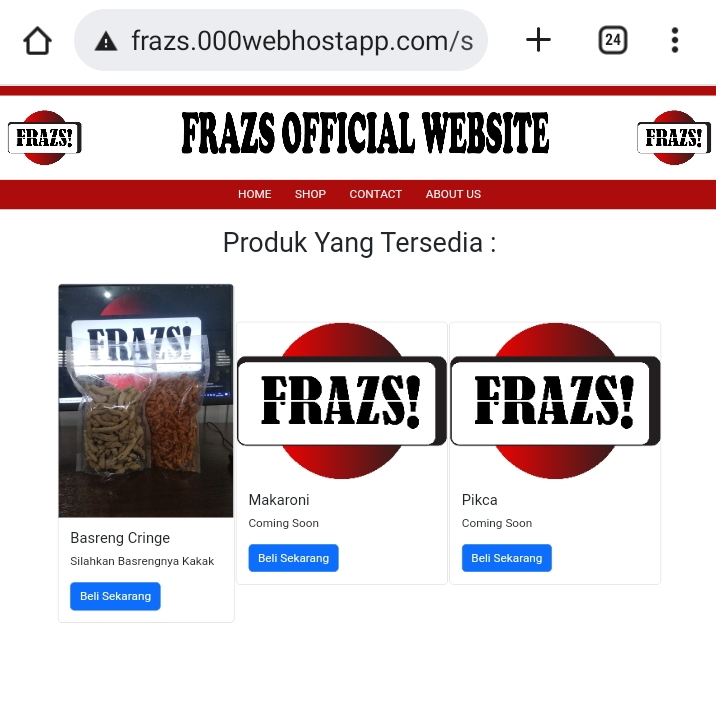 frazs.000webhostapp.com/s
24
FRAZS!
FRAZS OFFICIAL WEBSITE
FRAZS!
HOME SHOP CONTACT ABOUT US
Produk Yang Tersedia :
FRAZS!
Basreng Cringe
Silahkan Basrengnya Kakak
Beli Sekarang
FRAZS!
Makaroni
Coming Soon
Beli Sekarang
FRAZS!
Pikca
Coming Soon
Beli Sekarang